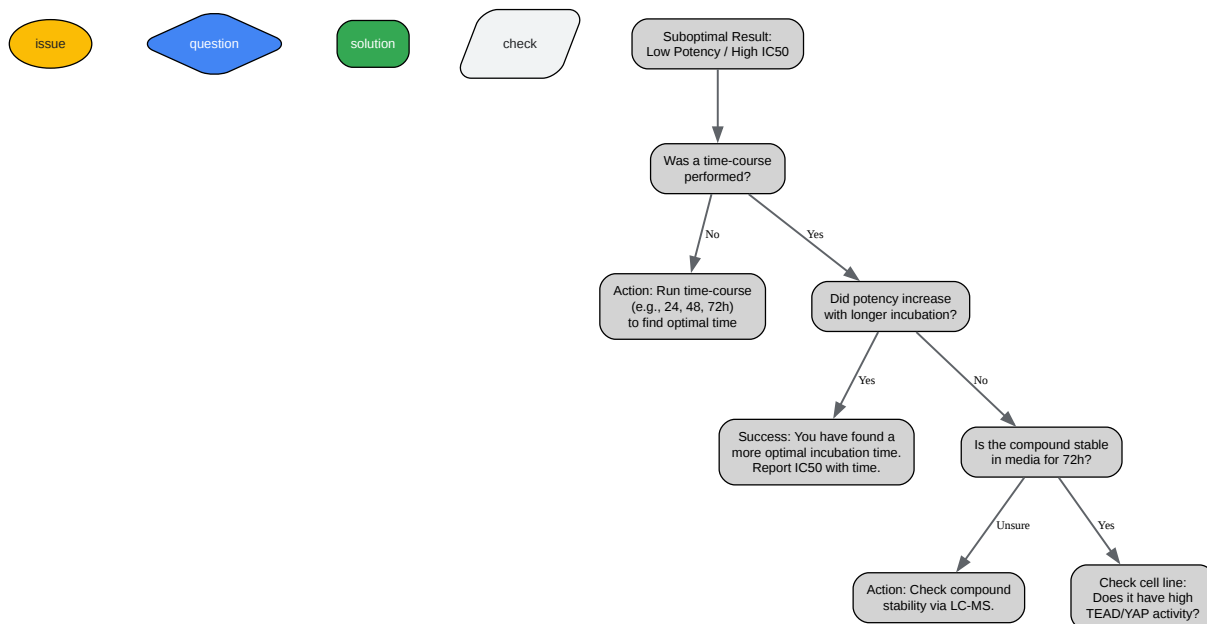 issue
question
solution
check
Suboptimal Result:
Low Potency / High IC50
Was a time-course
performed?
No
Yes
Action: Run time-course
(e.g., 24, 48, 72h)
to find optimal time
Did potency increase
with longer incubation?
Yes
No
Success: You have found a
more optimal incubation time.
Report IC50 with time.
Is the compound stable
in media for 72h?
Unsure
Yes
Action: Check compound
stability via LC-MS.
Check cell line:
Does it have high
TEAD/YAP activity?